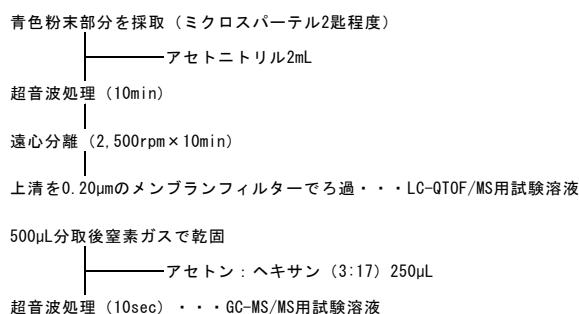 青色粉末部分を採取（ミクロスパーテル2匙程度）
アセトニトリル2mL
超音波処理（10min）
遠心分離（2,500rpm×10min）
上清を0.20μmのメンブランフィルターでろ過・・・LC-QTOF/MS用試験溶液
500μL分取後窒素ガスで乾固
アセトン：ヘキサン（3:17）250μL
超音波処理（10sec）・・・GC-MS/MS用試験溶液